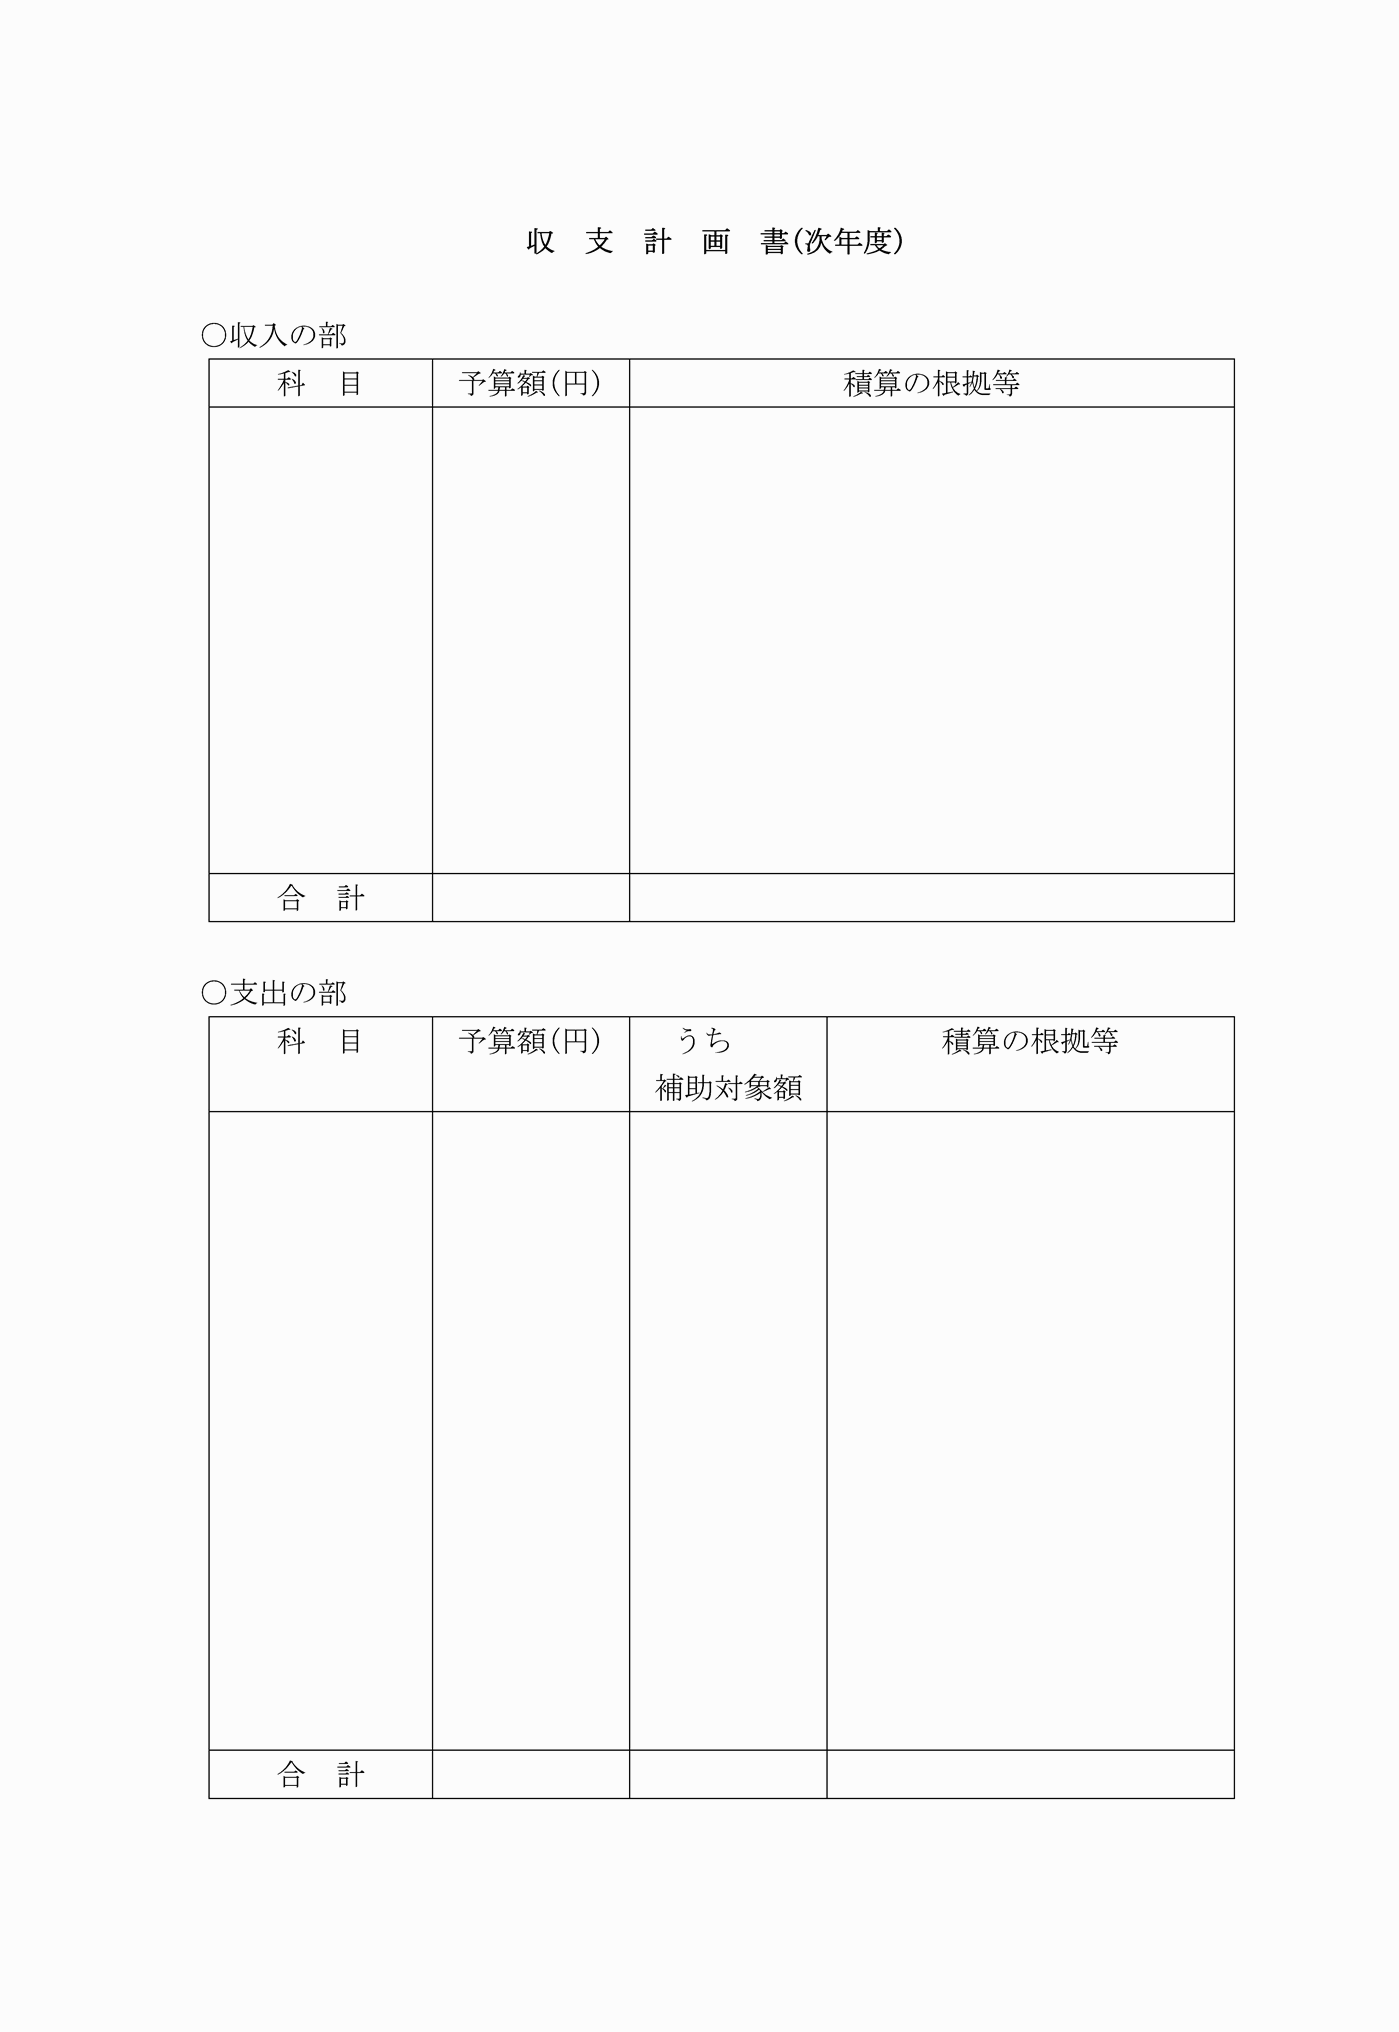 収　支　計　画　書(次年度)
○収入の部
科　目　予算額(円)　積算の根拠等
合　計
○支出の部
科　目　予算額(円)　うち　積算の根拠等
補助対象額
合　計